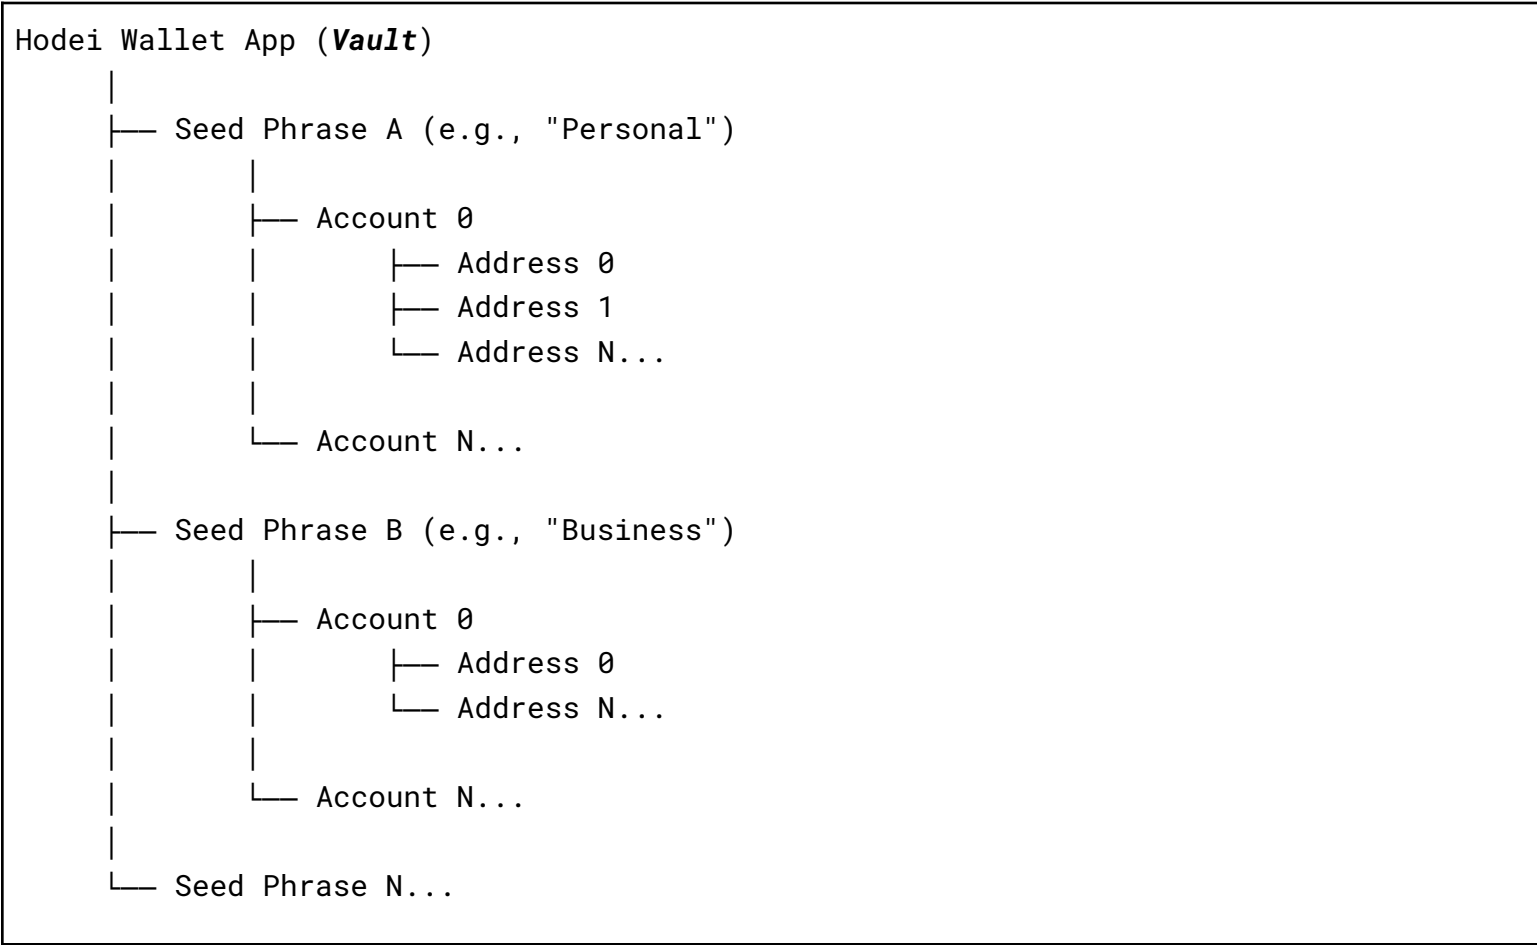 Hodei Wallet App (Vault)
Seed Phrase A (e.g., "Personal")
Account 0
Address 0
Address 1
Address N...
Account N...
Seed Phrase B (e.g., "Business")
Account 0
Address 0
Address N...
Account N...
Seed Phrase N...